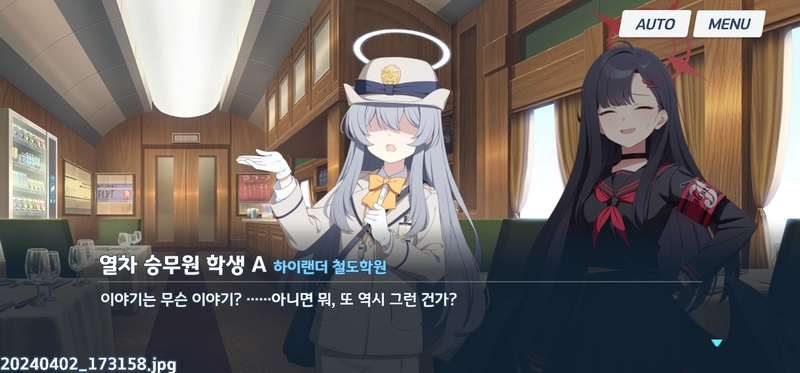 AUTO
MENU
열차 승무원 학생 A 하이랜더 철도학원
이야기는 무슨 이야기? ……아니면 뭐, 또 역시 그런 건가?
20240402_173158.jpg